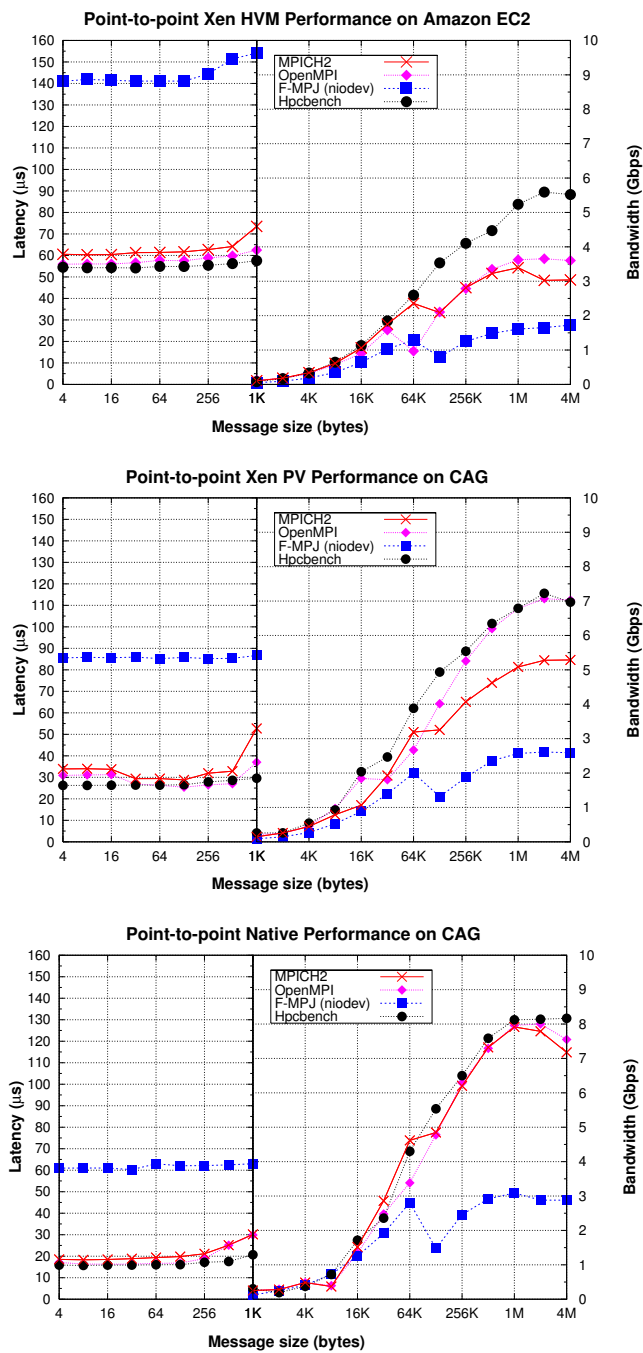 Point-to-point Xen HVM Performance on Amazon EC2
160 10
150
140 9
130 8
120
110 7
100 6
90
80 5
70
60 4
50 3
40
30 2
20 1
10
0 0
Latency (µs)
Bandwidth (Gbps)
MPICH2
OpenMPI
F-MPJ (niodev)
Hpcbench
4 16 64 256 1K 4K 16K 64K 256K 1M 4M
Message size (bytes) Message size (bytes)
Point-to-point Xen PV Performance on CAG
160 10
150
140 9
130 8
120
110 7
100 6
90
80 5
70
60 4
50 3
40
30 2
20 1
10
0 0
Latency (µs)
Bandwidth (Gbps)
MPICH2
OpenMPI
F-MPJ (niodev)
Hpcbench
4 16 64 256 1K 4K 16K 64K 256K 1M 4M
Message size (bytes) Message size (bytes)
Point-to-point Native Performance on CAG
160 10
150
140 9
130 8
120
110 7
100 6
90
80 5
70
60 4
50 3
40
30 2
20 1
10
0 0
Latency (µs)
Bandwidth (Gbps)
MPICH2
OpenMPI
F-MPJ (niodev)
Hpcbench
4 16 64 256 1K 4K 16K 64K 256K 1M 4M
Message size (bytes) Message size (bytes)